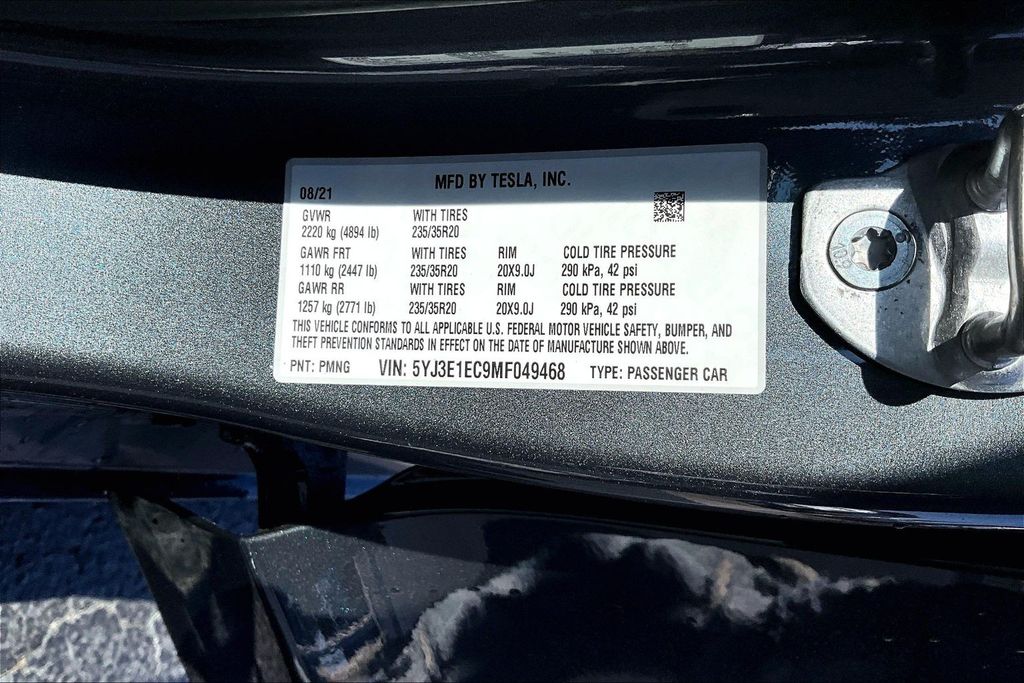 MFD BY TESLA, INC.
08/21
GVWR WITH TIRES
2220 kg (4894 lb) 235/35R20
GAWR FRT WITH TIRES RIM COLD TIRE PRESSURE
1110 kg (2447 lb) 235/35R20 20X9.0J 290 kPa, 42 psi
GAWR RR WITH TIRES RIM COLD TIRE PRESSURE
1257 kg (2771 lb) 235/35R20 20X9.0J 290 kPa, 42 psi
THIS VEHICLE CONFORMS TO ALL APPLICABLE U.S. FEDERAL MOTOR VEHICLE SAFETY, BUMPER, AND
THEFT PREVENTION STANDARDS IN EFFECT ON THE DATE OF MANUFACTURE SHOWN ABOVE.
PNT: PMNG VIN: 5YJ3E1EC9MF049468 TYPE: PASSENGER CAR